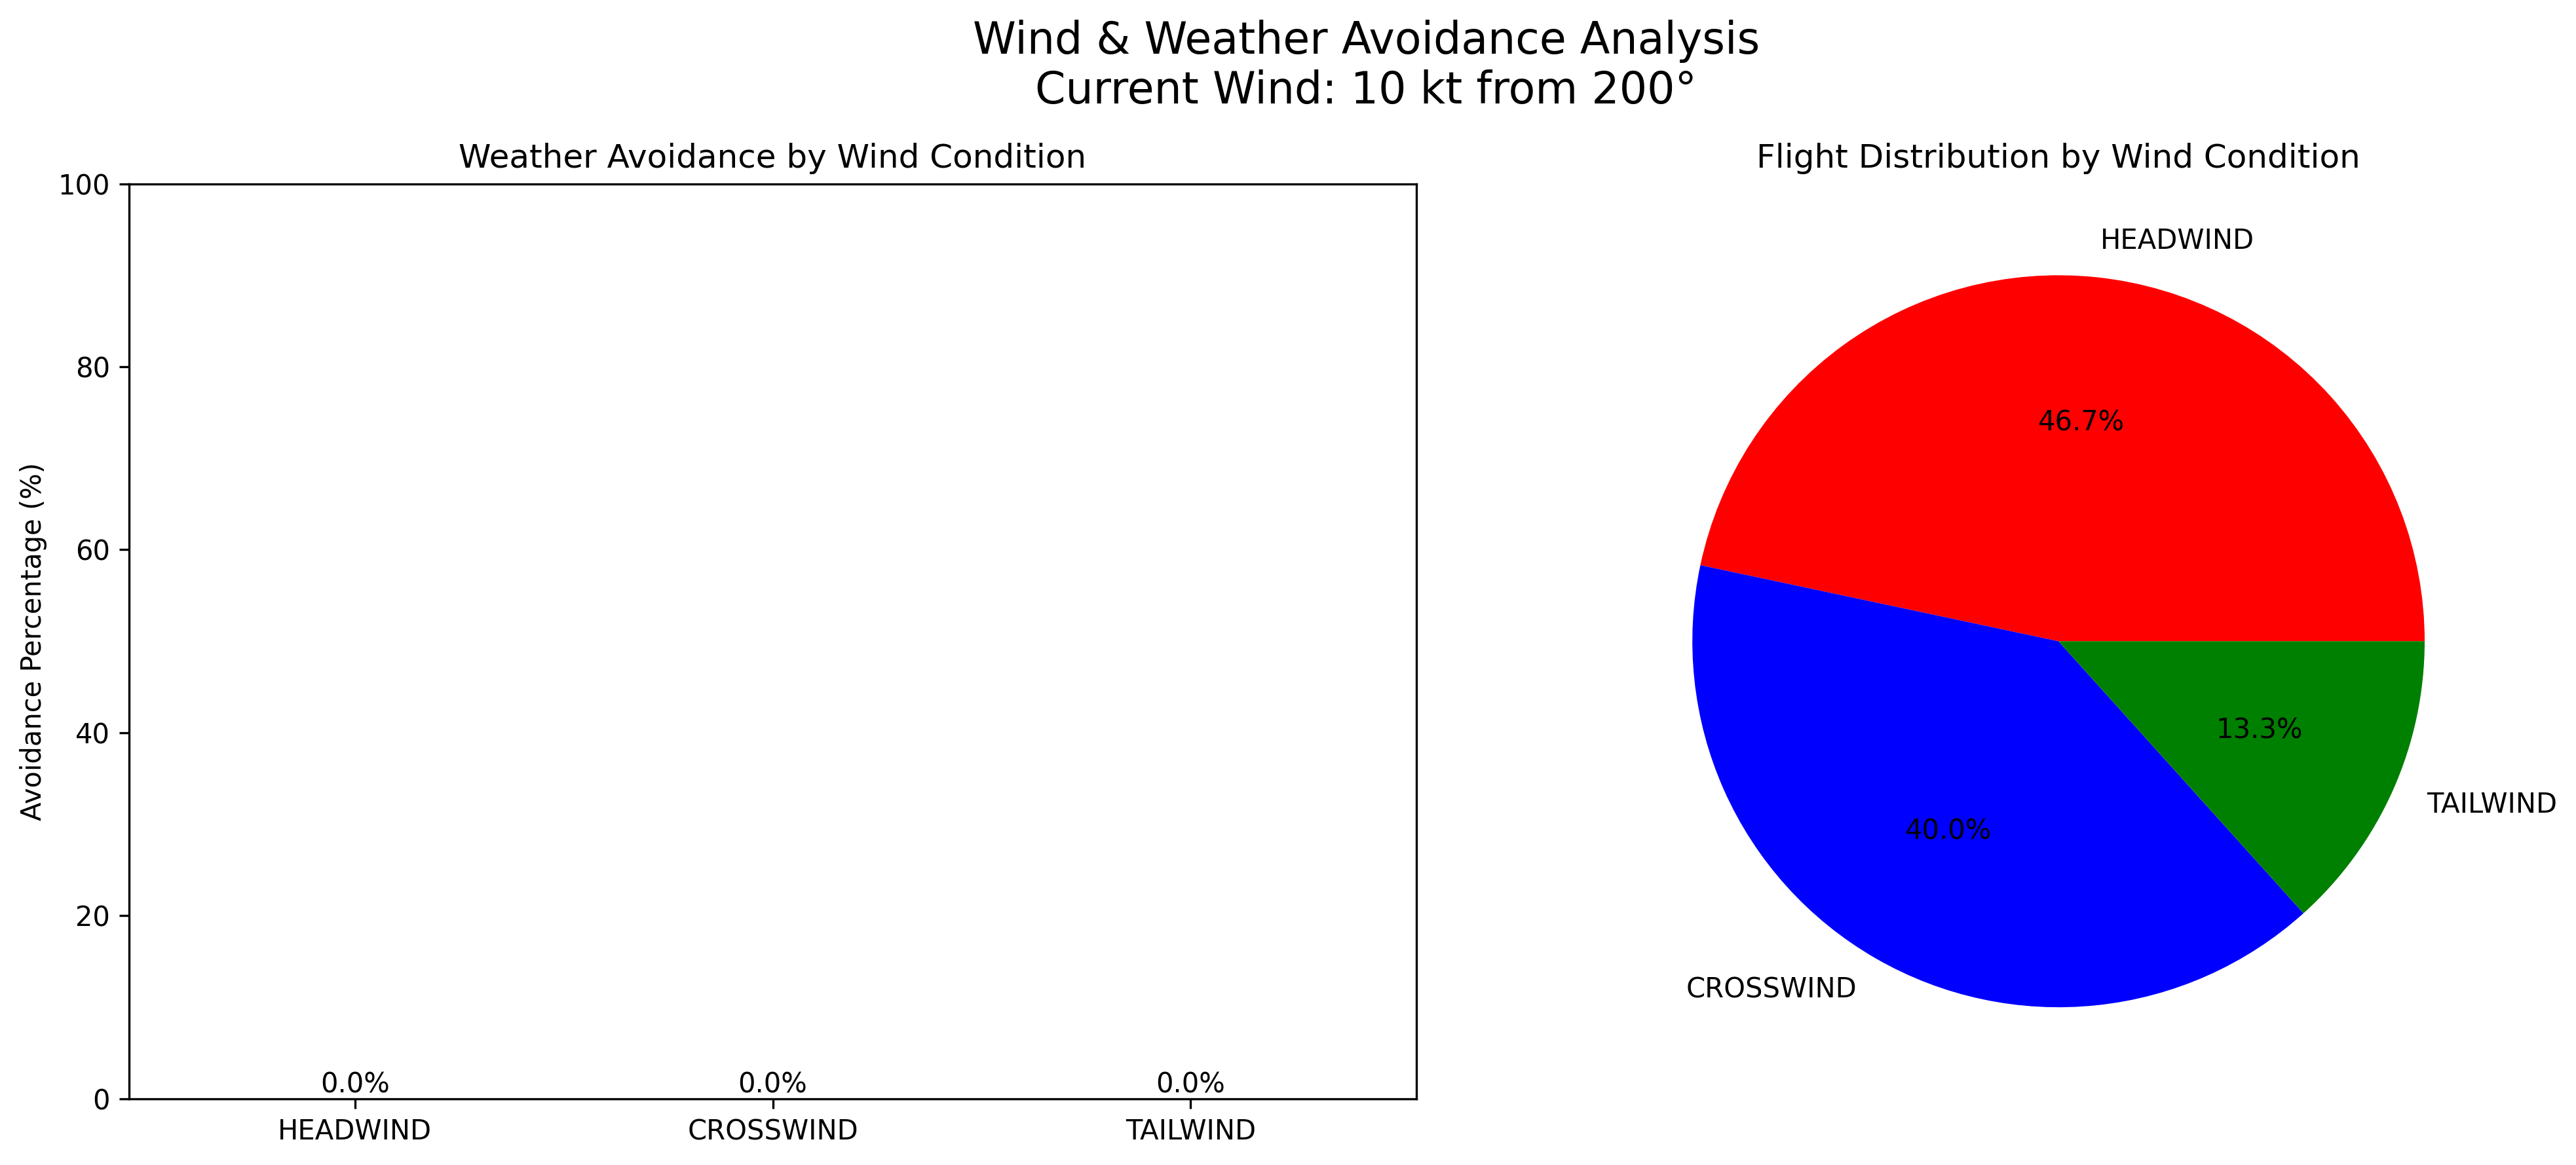 Wind & Weather Avoidance Analysis
Current Wind: 10 kt from 200°
Weather Avoidance by Wind Condition
100
80
60
40
20
0
Avoidance Percentage (%)
0.0%
0.0%
0.0%
HEADWIND
CROSSWIND
TAILWIND
Flight Distribution by Wind Condition
HEADWIND
46.7%
13.3%
TAILWIND
40.0%
CROSSWIND